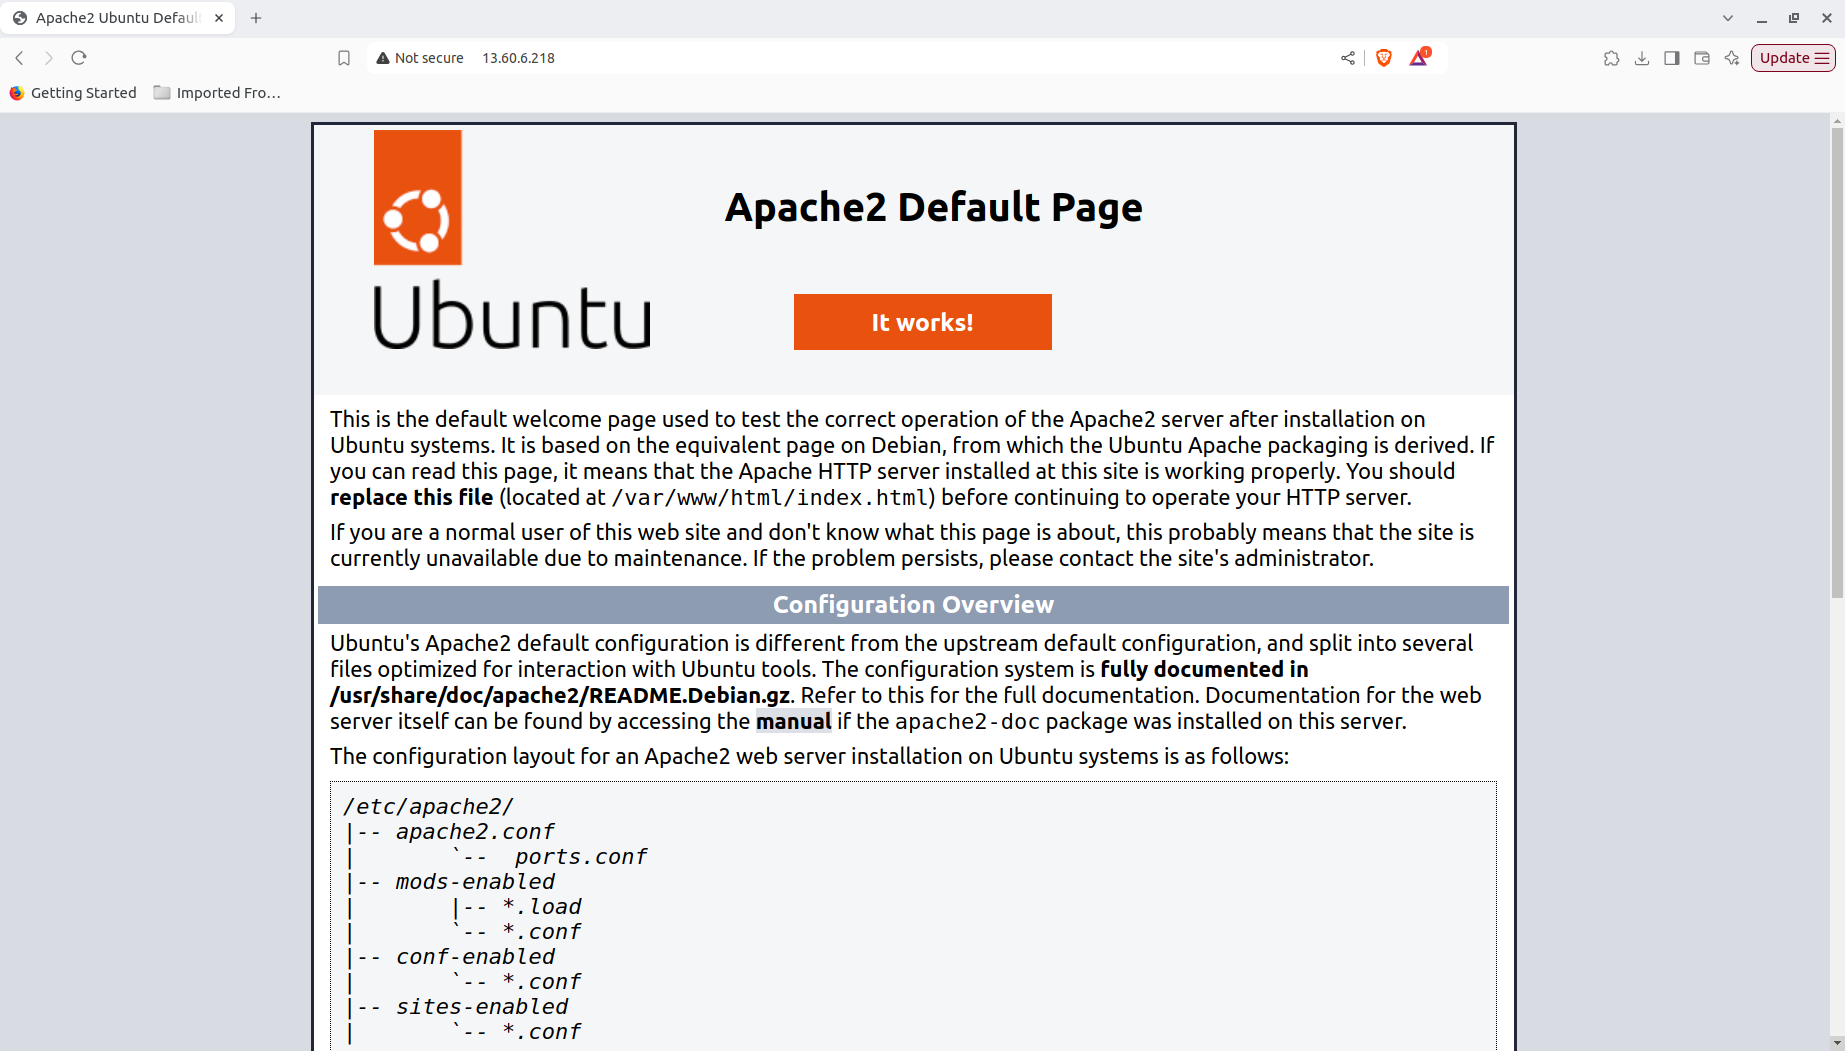 Apache2 Ubuntu Defaul
Not secure 13.60.6.218
1
Update
Getting Started Imported Fro...
Apache2 Default Page
Ubuntu
It works!
This is the default welcome page used to test the correct operation of the Apache2 server after installation on
Ubuntu systems. It is based on the equivalent page on Debian, from which the Ubuntu Apache packaging is derived. If
you can read this page, it means that the Apache HTTP server installed at this site is working properly. You should
replace this file (located at /var/www/html/index.html) before continuing to operate your HTTP server.
If you are a normal user of this web site and don't know what this page is about, this probably means that the site is
currently unavailable due to maintenance. If the problem persists, please contact the site's administrator.
Configuration Overview
Ubuntu's Apache2 default configuration is different from the upstream default configuration, and split into several
files optimized for interaction with Ubuntu tools. The configuration system is fully documented in
/usr/share/doc/apache2/README.Debian.gz. Refer to this for the full documentation. Documentation for the web
server itself can be found by accessing the manual if the apache2-doc package was installed on this server.
The configuration layout for an Apache2 web server installation on Ubuntu systems is as follows:
/etc/apache2/
|-- apache2.conf
|       `--  ports.conf
|-- mods-enabled
|       |-- *.load
|       `-- *.conf
|-- conf-enabled
|       `-- *.conf
|-- sites-enabled
|       `-- *.conf